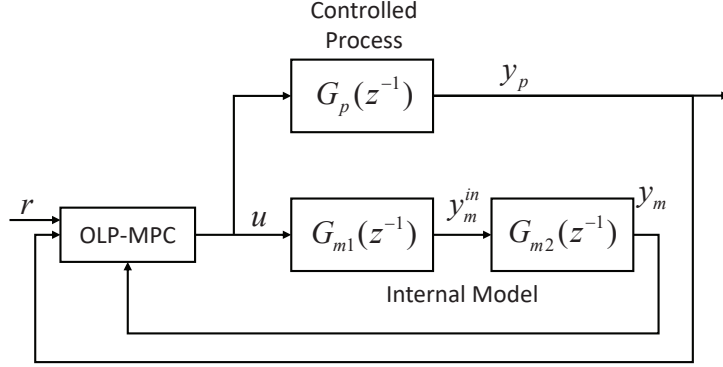 Controlled
Process
G_p(z^{-1})
y_p
r
OLP-MPC
u
G_{m1}(z^{-1})
y_m^{in}
G_{m2}(z^{-1})
y_m
Internal Model